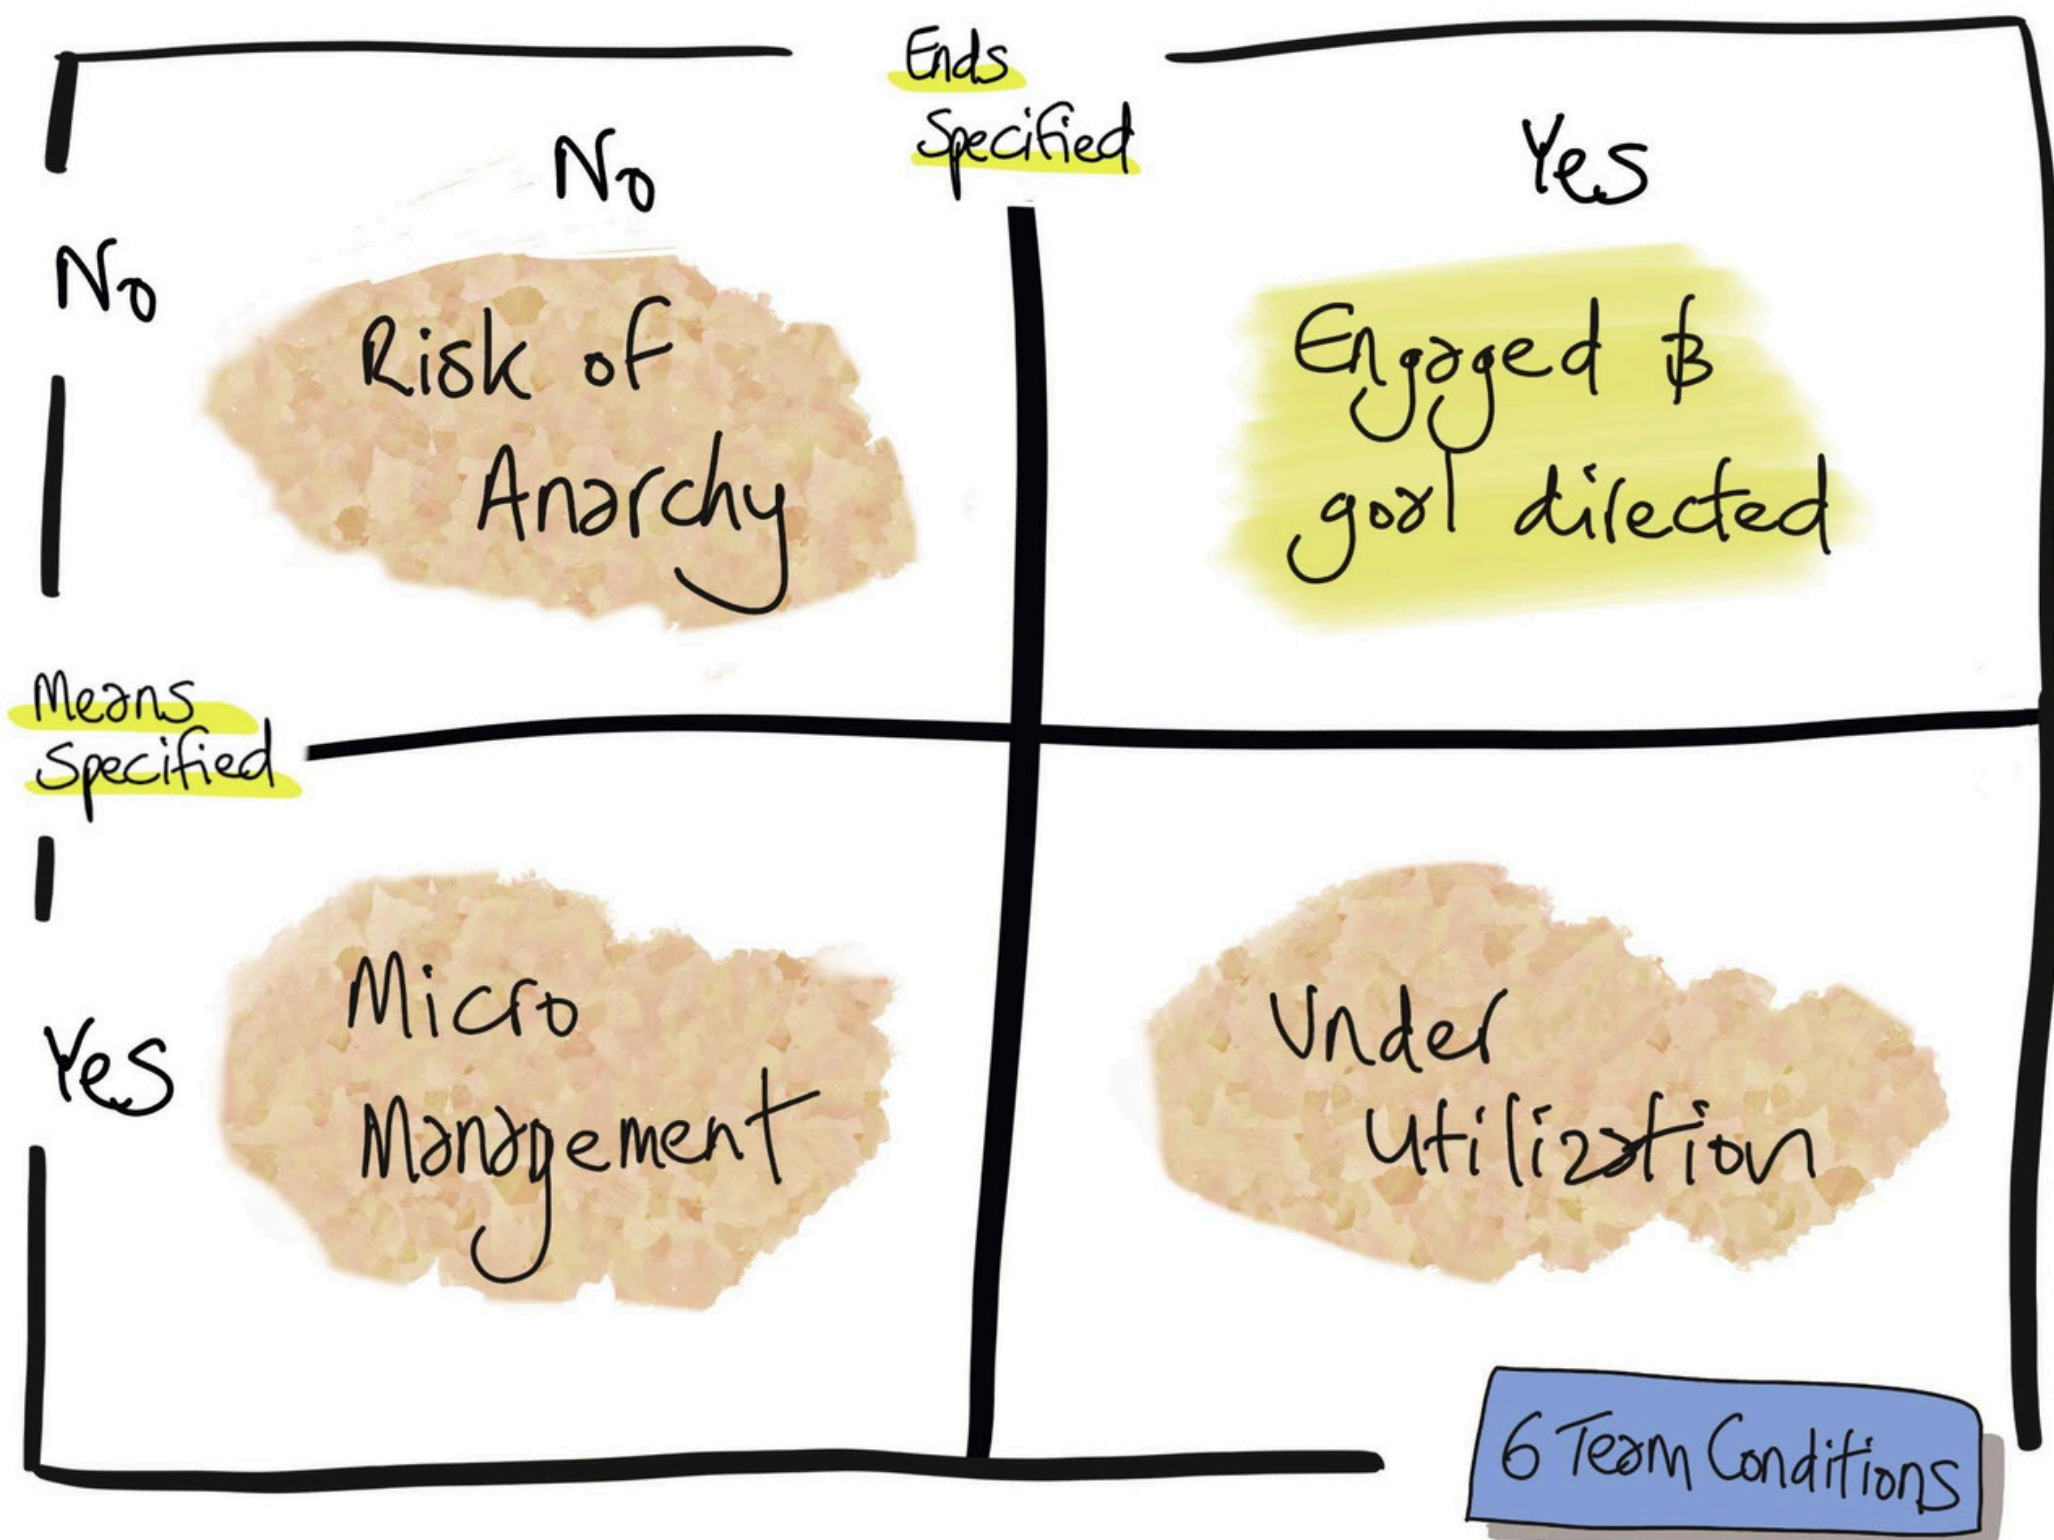 Ends
Specified
No
Yes
No
Risk of
Anarchy
Engaged &
goal directed
Means
Specified
Yes
Micro
Management
Under
Utilization
6 Team Conditions